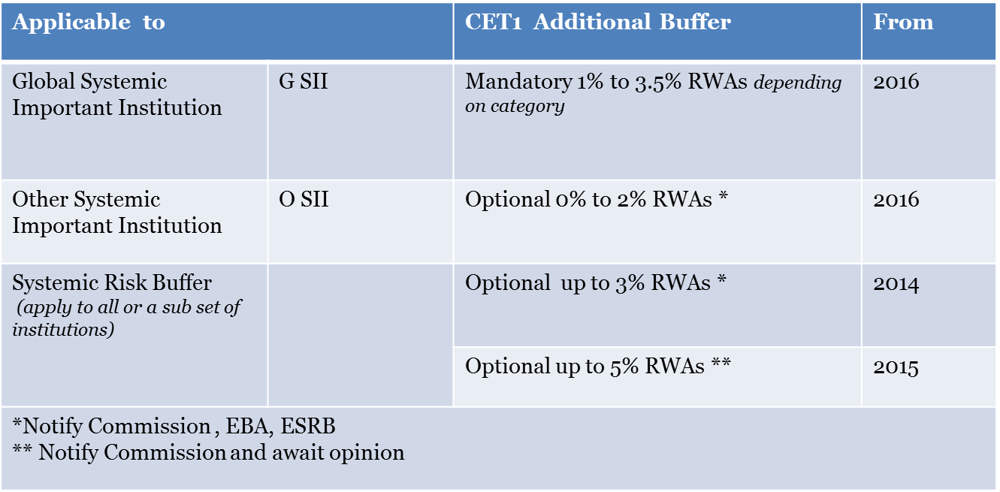 Applicable to CET1 Additional Buffer From
Global Systemic
Important Institution
G SII
Mandatory 1% to 3.5% RWAs depending
on category
2016
Other Systemic
Important Institution
O SII
Optional 0% to 2% RWAs *
2016
Systemic Risk Buffer
(apply to all or a sub set of
institutions)
Optional up to 3% RWAs *
2014
Optional up to 5% RWAs **
2015
*Notify Commission , EBA, ESRB
** Notify Commission and await opinion